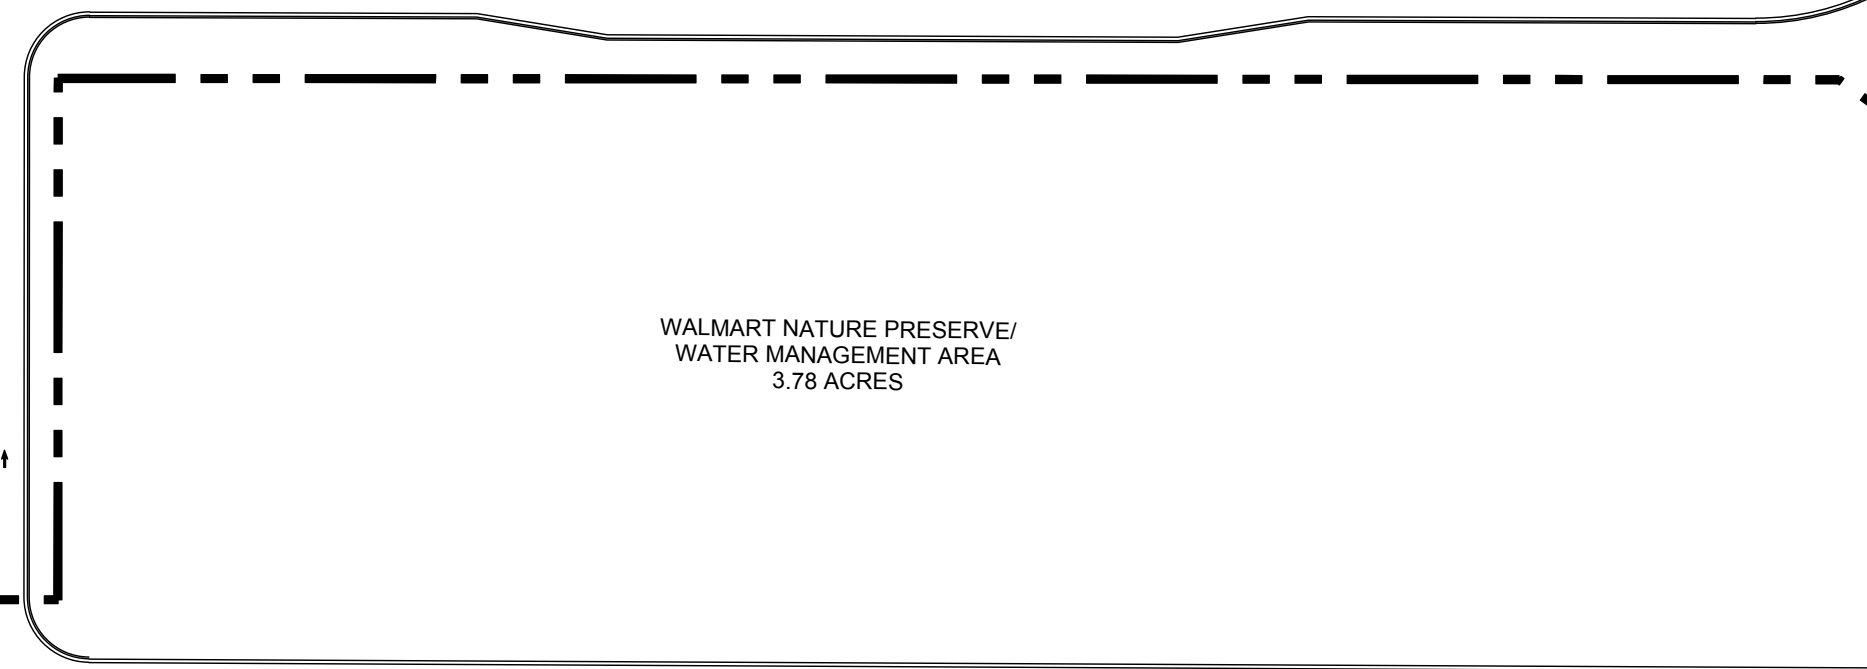 WALMART NATURE PRESERVE/
WATER MANAGEMENT AREA
3.78 ACRES